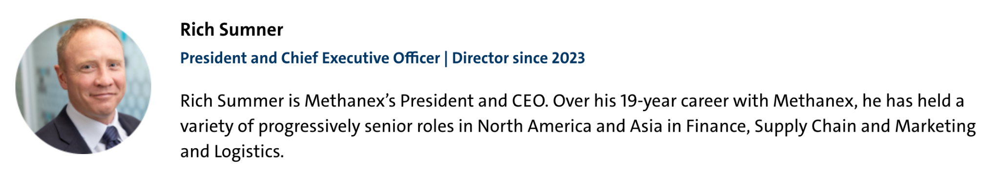 Rich Sumner
President and Chief Executive Officer | Director since 2023
Rich Summer is Methanex’s President and CEO. Over his 19-year career with Methanex, he has held a
variety of progressively senior roles in North America and Asia in Finance, Supply Chain and Marketing
and Logistics.